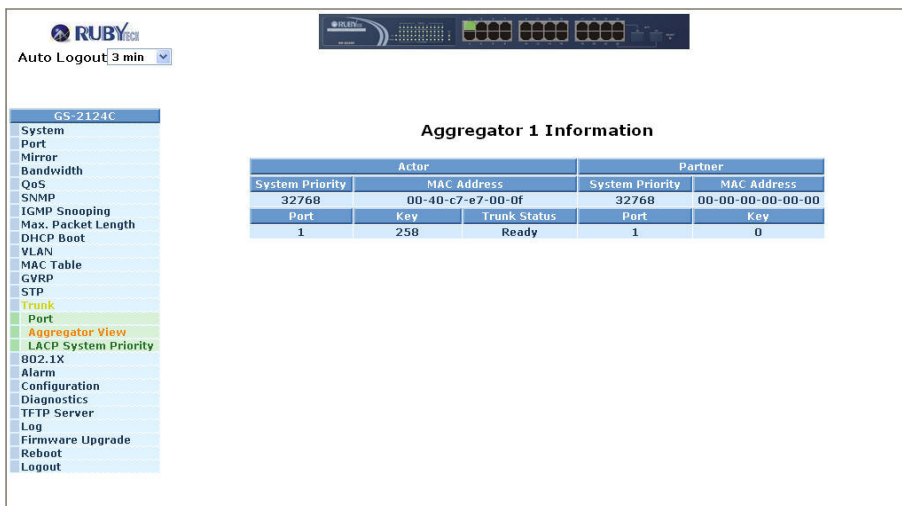 RUBYTECH
Auto Logout 3 min
GS-2124C
System
Port
Mirror
Bandwidth
QoS
SNMP
IGMP Snooping
Max. Packet Length
DHCP Boot
VLAN
MAC Table
GVRP
STP
Trunk
Port
Aggregator View
LACP System Priority
802.1X
Alarm
Configuration
Diagnostics
TFTP Server
Log
Firmware Upgrade
Reboot
Logout
RUBYTech
Aggregator 1 Information
Actor Partner
System Priority MAC Address System Priority MAC Address
32768 00-40-c7-e7-00-0f 32768 00-00-00-00-00-00
Port Key Trunk Status Port Key
1 258 Ready 1 0